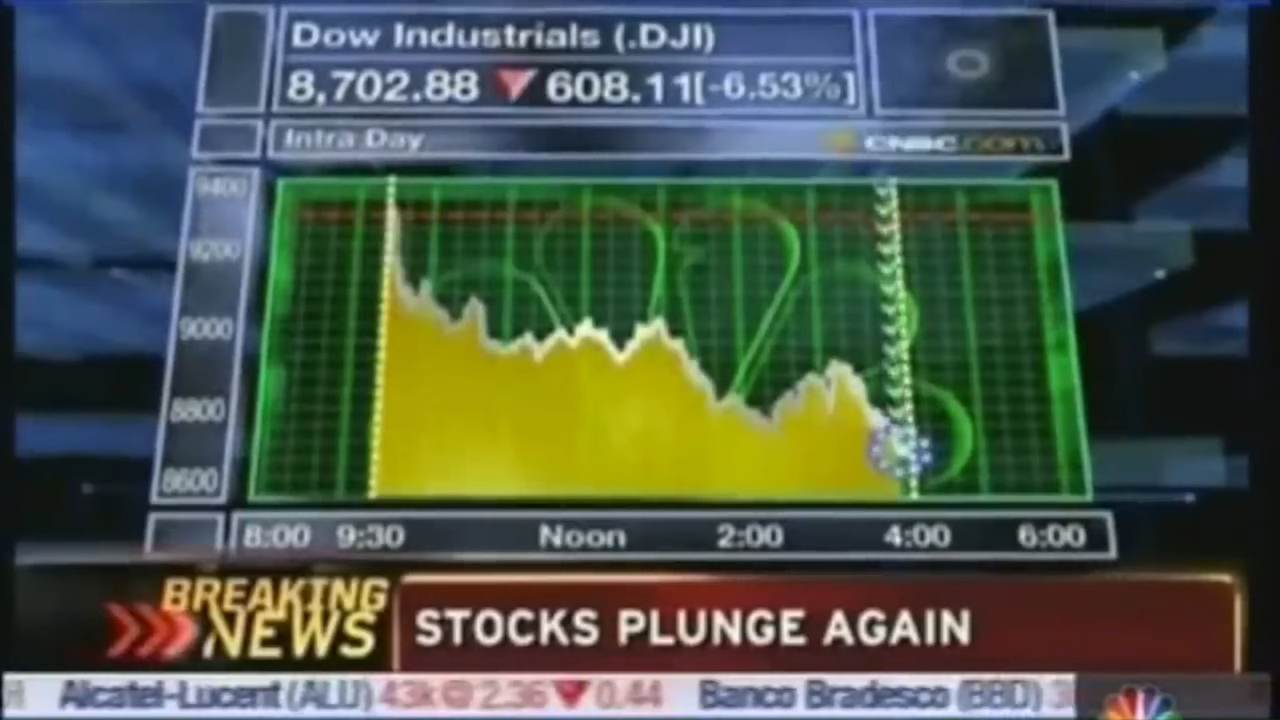 Dow Industrials (.DJI)
8,702.88 ▼ 608.11[-6.53%]
Intra Day
CNBC.com
9400
9200
9000
8800
8600
8:00 9:30 Noon 2:00 4:00 6:00
BREAKING
NEWS
STOCKS PLUNGE AGAIN
Alcatel-Lucent (ALU) 43k@2.36 ▼ 0.44 Banco Bradesco (BBD) 3